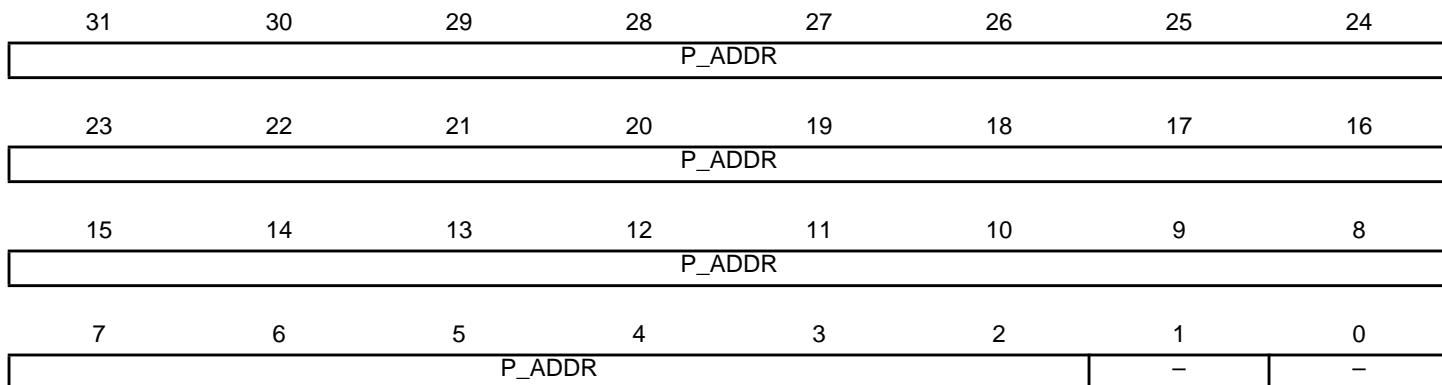 31 30 29 28 27 26 25 24
P_ADDR
23 22 21 20 19 18 17 16
P_ADDR
15 14 13 12 11 10 9 8
P_ADDR
7 6 5 4 3 2 1 0
P_ADDR – –